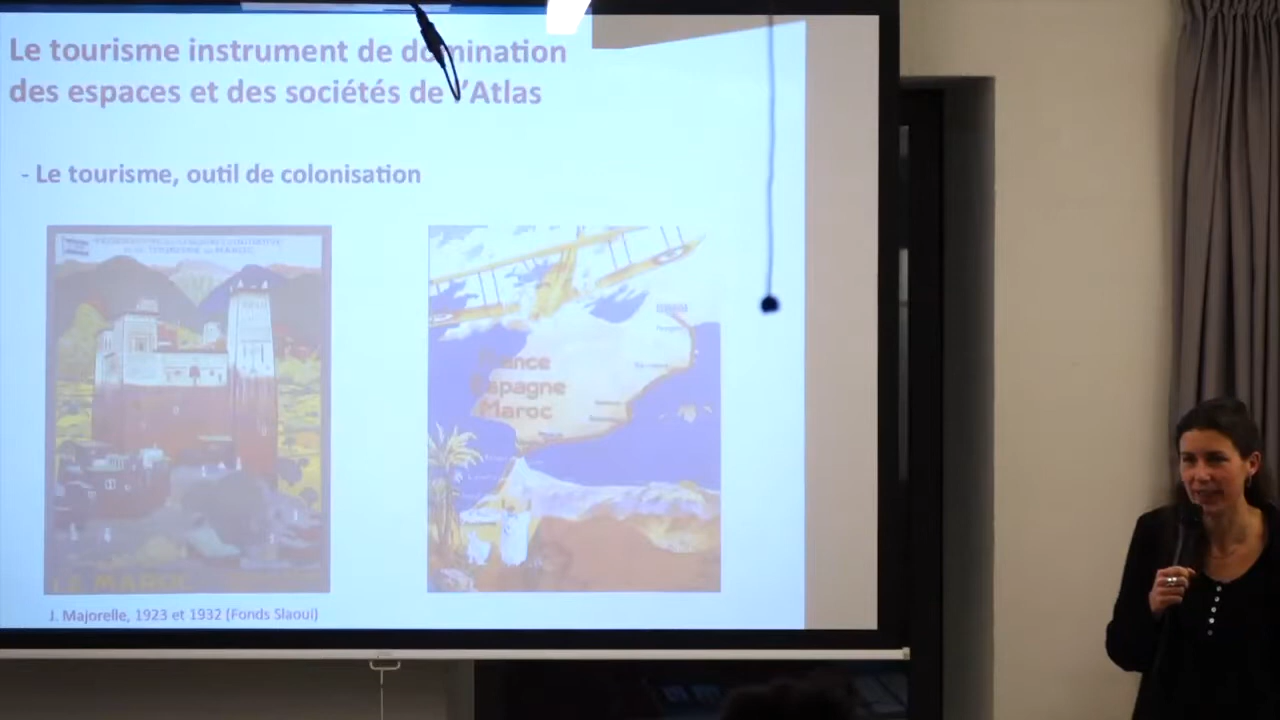 Le tourisme instrument de domination
des espaces et des sociétés de l'Atlas
- Le tourisme, outil de colonisation
LE MAROC
France
Espagne
Maroc
J. Majorelle, 1923 et 1932 (Fonds Slaoui)